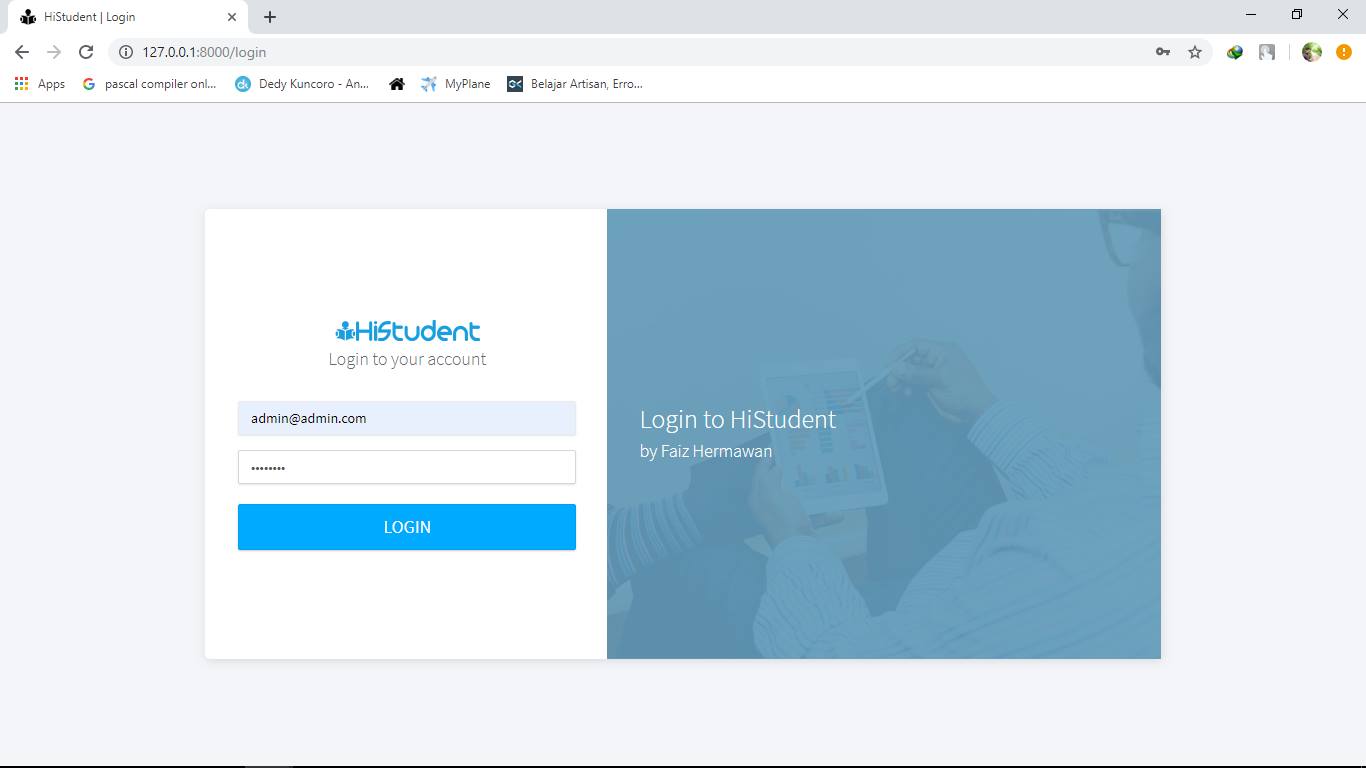 HiStudent | Login
127.0.0.1:8000/login
Apps
pascal compiler onl...
Dedy Kuncoro - An...
MyPlane
Belajar Artisan, Erro...
HiStudent
Login to your account
admin@admin.com
••••••••
LOGIN
Login to HiStudent
by Faiz Hermawan